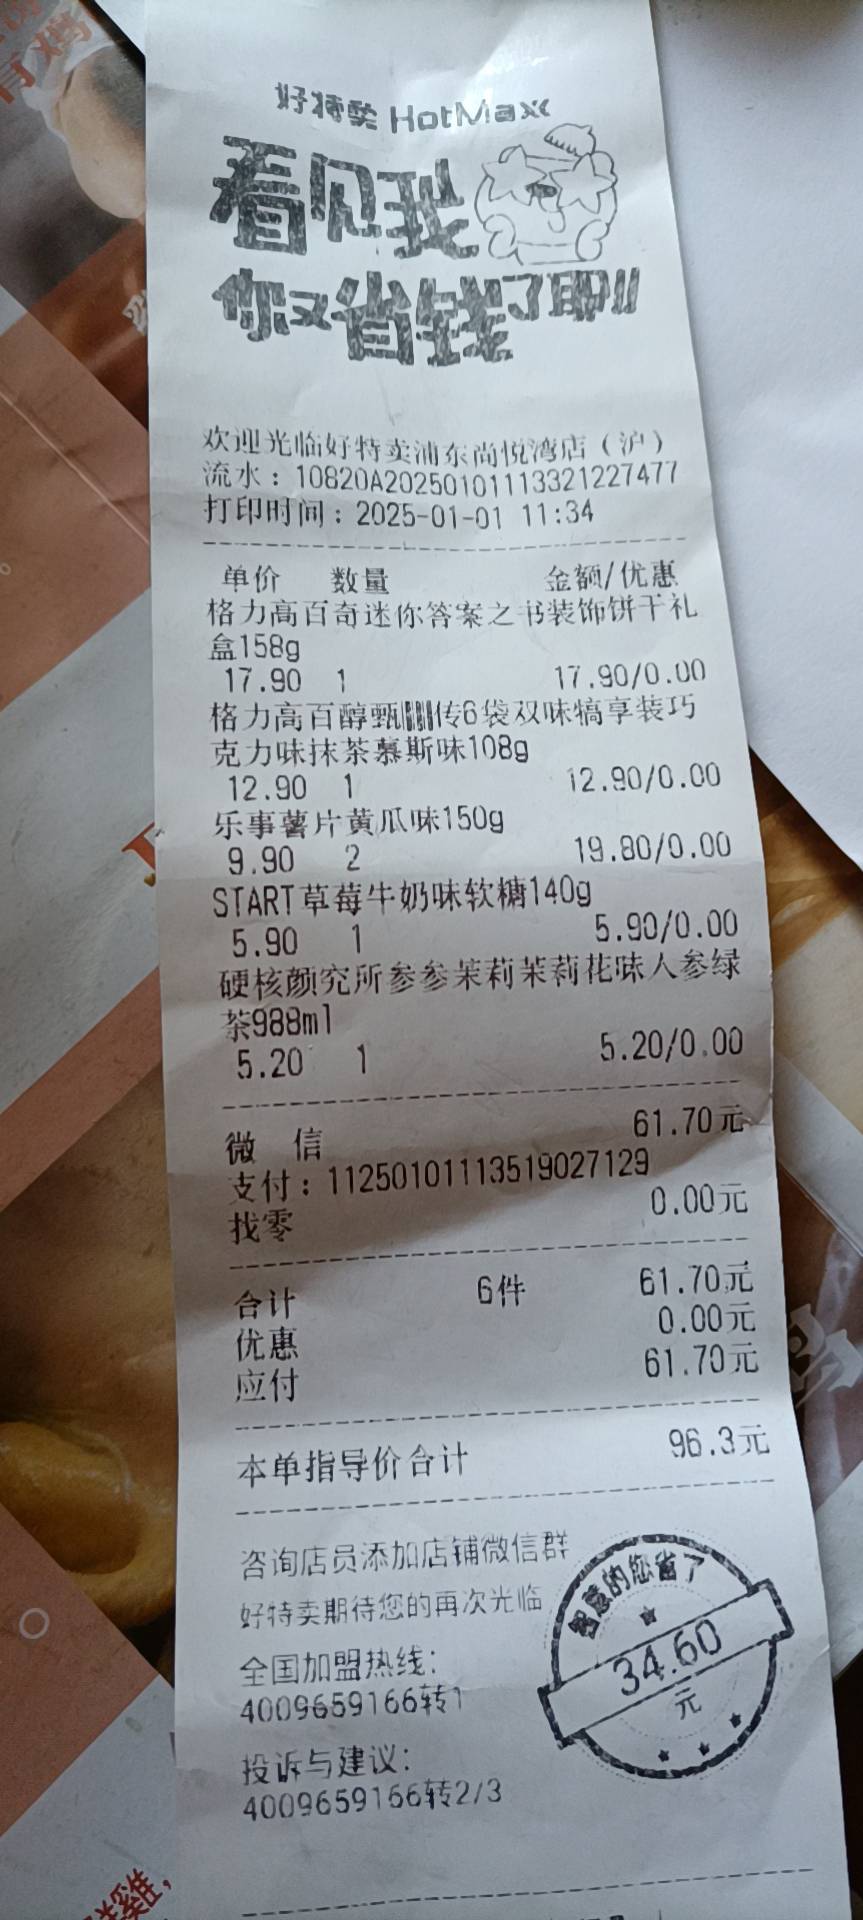 好特卖 HotMaxx
看见我
你又省钱了唰
欢迎光临好特卖浦东尚悦湾店（沪）
流水：10820A20250101113321227477
打印时间：2025-01-01 11:34
单价 数量 金额/优惠
格力高百奇迷你答案之书装饰饼干礼
盒158g
17.90 1 17.90/0.00
格力高百醇甄传6袋双味犒享装巧
克力味抹茶慕斯味108g
12.90 1 12.90/0.00
乐事薯片黄瓜味150g
9.90 2 19.80/0.00
START草莓牛奶味软糖140g
5.90 1 5.90/0.00
硬核颜究所参参茉莉茉莉花味人参绿
茶988ml
5.20 1 5.20/0.00
微 信 61.70元
支付：11250101113519027129
找零 0.00元
合计 6件 61.70元
优惠 0.00元
应付 61.70元
本单指导价合计 96.3元
咨询店员添加店铺微信群
好特卖期待您的再次光临
全国加盟热线：
4009659166转1
投诉与建议：
4009659166转2/3
智慧的您省了
34.60
元